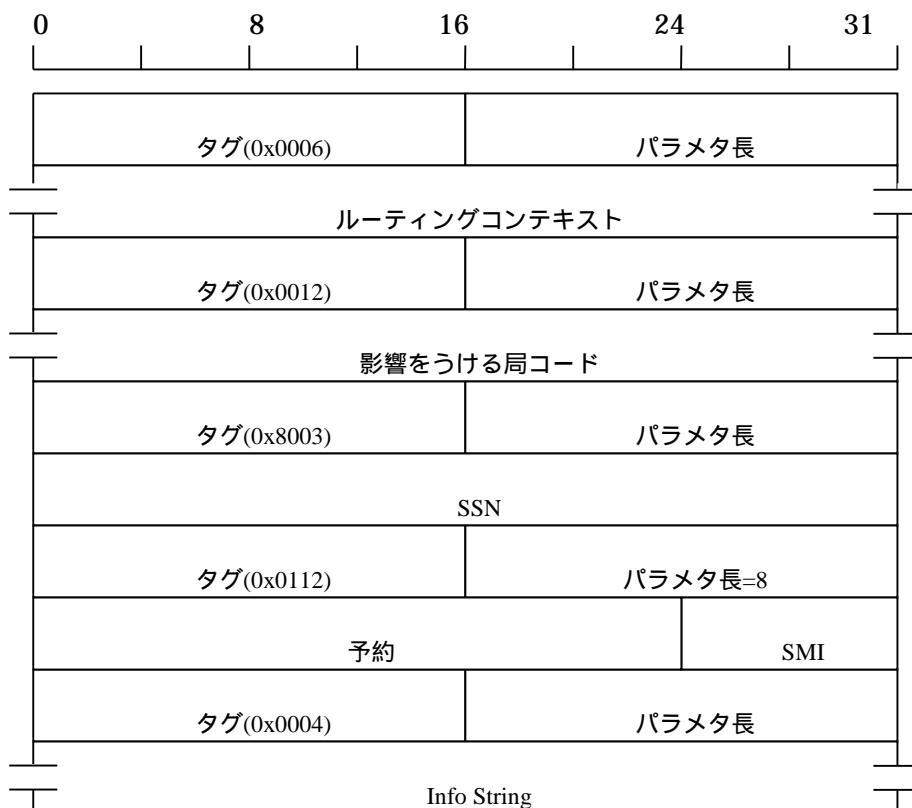 0 8 16 24 31
タグ(0x0006) パラメタ長
ルーティングコンテキスト
タグ(0x0012) パラメタ長
影響をうける局コード
タグ(0x8003) パラメタ長
SSN
タグ(0x0112) パラメタ長=8
予約 SMI
タグ(0x0004) パラメタ長
Info String